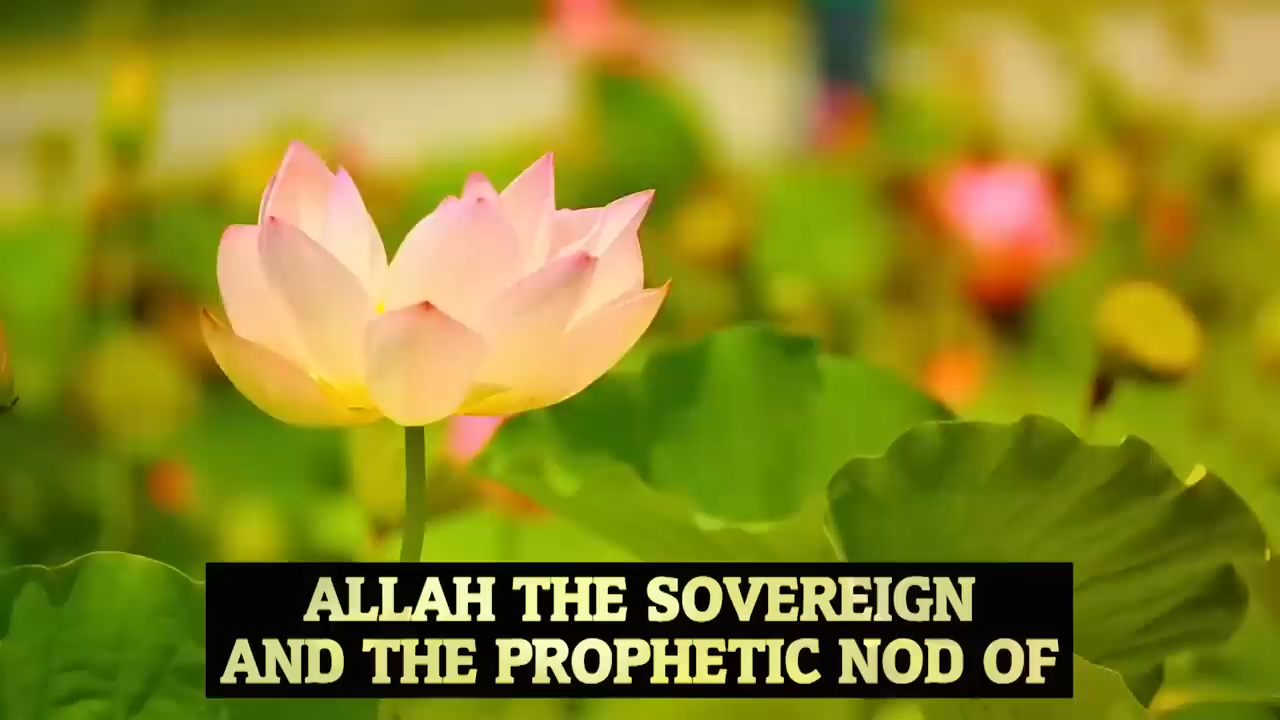 ALLAH THE SOVEREIGN
AND THE PROPHETIC NOD OF